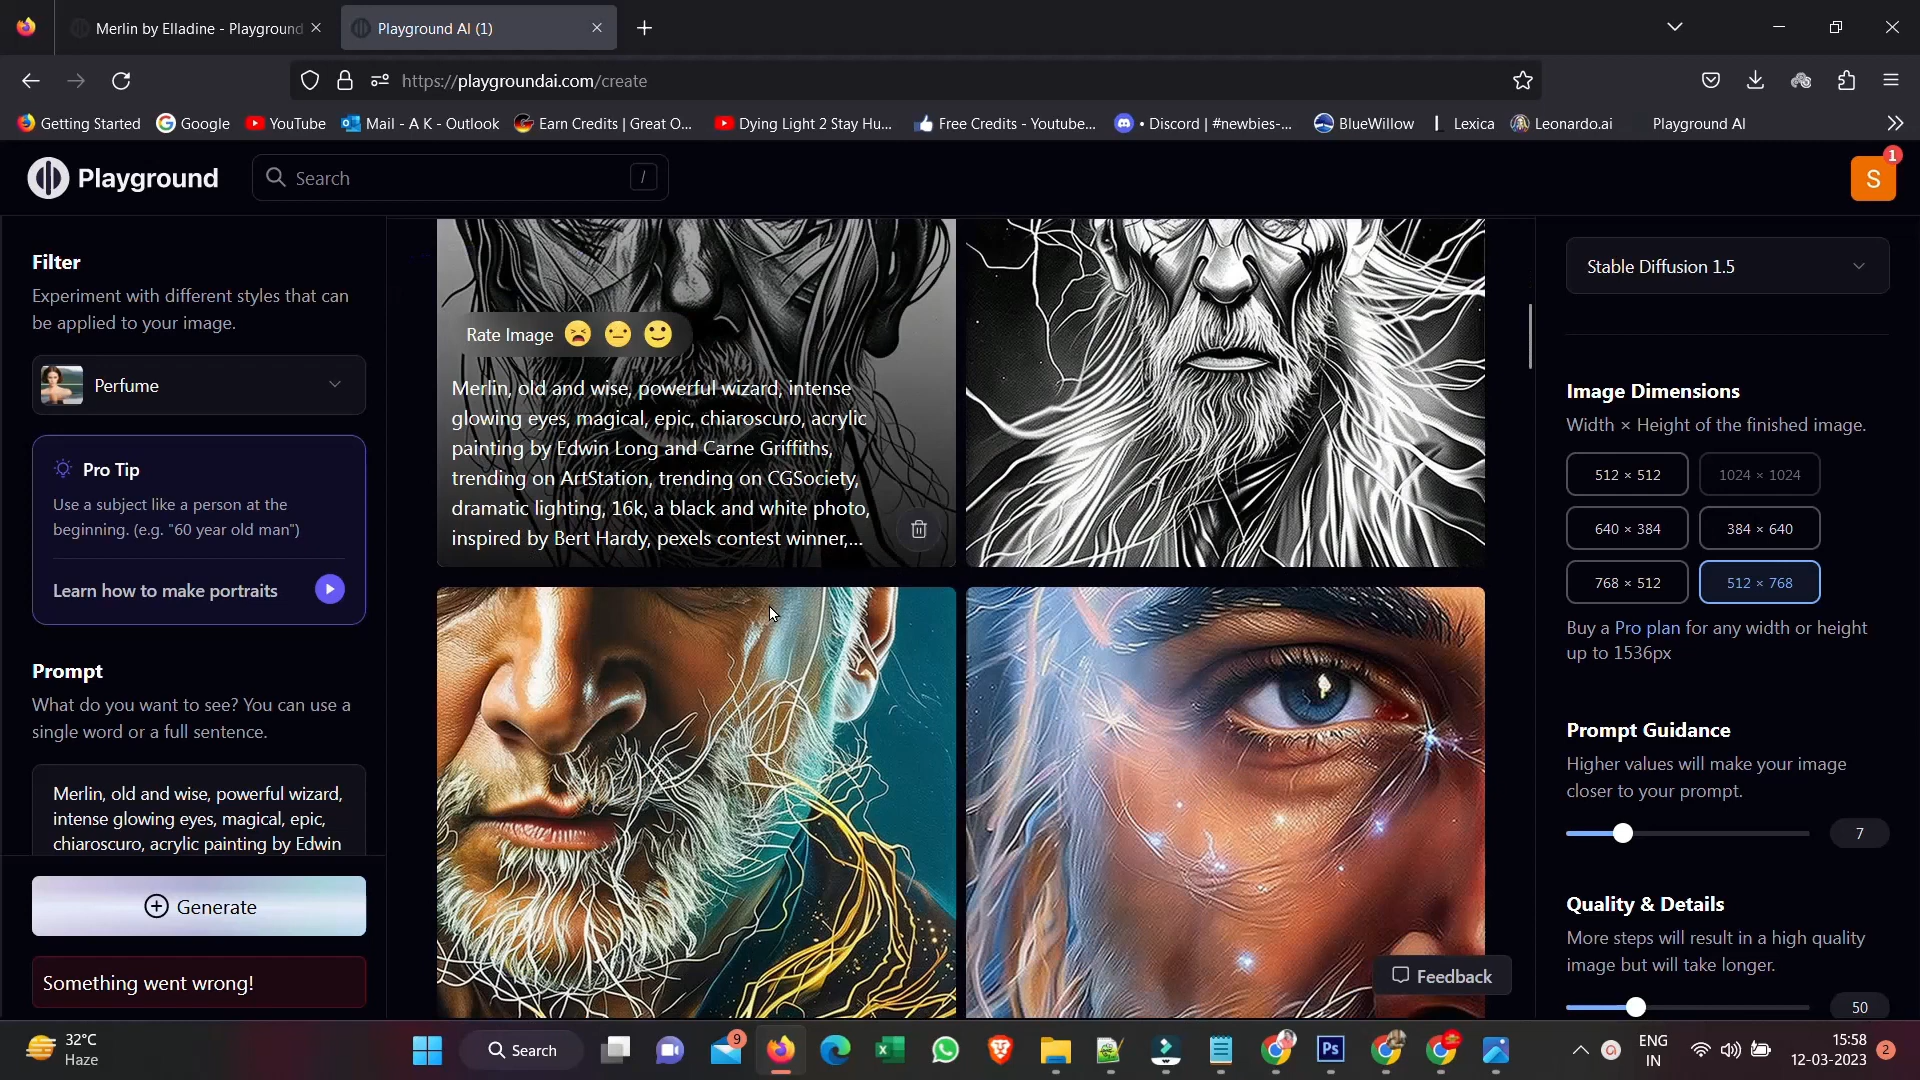 Merlin by Elladine - Playground
Playground AI (1)
https://playgroundai.com/create
Getting Started
Google
YouTube
Mail - A K - Outlook
Earn Credits | Great O...
Dying Light 2 Stay Hu...
Free Credits - Youtube...
• Discord | #newbies-...
BlueWillow
Lexica
Leonardo.ai
Playground AI
Playground
Search
/
S
1
Filter
Experiment with different styles that can
be applied to your image.
Perfume
Pro Tip
Use a subject like a person at the
beginning. (e.g. "60 year old man")
Learn how to make portraits
Prompt
What do you want to see? You can use a
single word or a full sentence.
Merlin, old and wise, powerful wizard,
intense glowing eyes, magical, epic,
chiaroscuro, acrylic painting by Edwin
Generate
Something went wrong!
Rate Image
Merlin, old and wise, powerful wizard, intense
glowing eyes, magical, epic, chiaroscuro, acrylic
painting by Edwin Long and Carne Griffiths,
trending on ArtStation, trending on CGSociety,
dramatic lighting, 16k, a black and white photo,
inspired by Bert Hardy, pexels contest winner,...
Feedback
Stable Diffusion 1.5
Image Dimensions
Width × Height of the finished image.
512 × 512
1024 × 1024
640 × 384
384 × 640
768 × 512
512 × 768
Buy a Pro plan for any width or height
up to 1536px
Prompt Guidance
Higher values will make your image
closer to your prompt.
7
Quality & Details
More steps will result in a high quality
image but will take longer.
50
32°C
Haze
Search
9
Ps
ENG
IN
15:58
12-03-2023
2